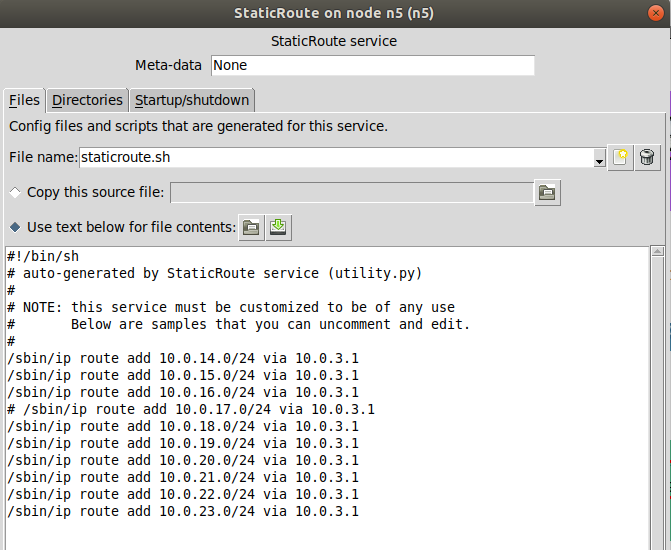 StaticRoute on node n5 (n5)
StaticRoute service
Meta-data None
Files Directories Startup/shutdown
Config files and scripts that are generated for this service.
File name: staticroute.sh
Copy this source file:
Use text below for file contents:
#!/bin/sh
# auto-generated by StaticRoute service (utility.py)
#
# NOTE: this service must be customized to be of any use
#       Below are samples that you can uncomment and edit.
#
/sbin/ip route add 10.0.14.0/24 via 10.0.3.1
/sbin/ip route add 10.0.15.0/24 via 10.0.3.1
/sbin/ip route add 10.0.16.0/24 via 10.0.3.1
# /sbin/ip route add 10.0.17.0/24 via 10.0.3.1
/sbin/ip route add 10.0.18.0/24 via 10.0.3.1
/sbin/ip route add 10.0.19.0/24 via 10.0.3.1
/sbin/ip route add 10.0.20.0/24 via 10.0.3.1
/sbin/ip route add 10.0.21.0/24 via 10.0.3.1
/sbin/ip route add 10.0.22.0/24 via 10.0.3.1
/sbin/ip route add 10.0.23.0/24 via 10.0.3.1